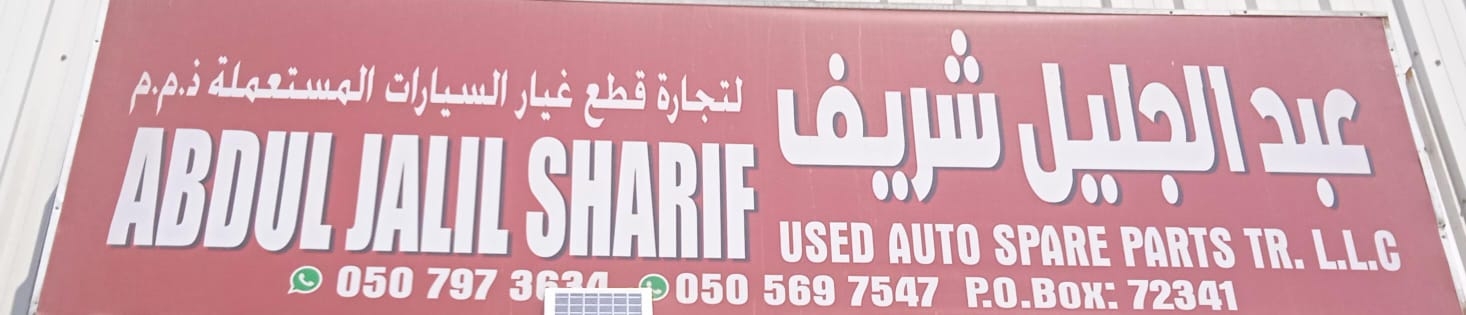 عبد الجليل شريف
لتجارة قطع غيار السيارات المستعملة ذ.م.م
ABDUL JALIL SHARIF
USED AUTO SPARE PARTS TR. L.L.C
050 797 3634 050 569 7547 P.O.Box: 72341